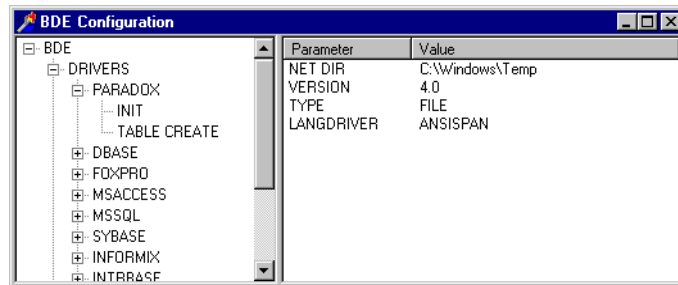 BDE Configuration
BDE
DRIVERS
PARADOX
INIT
TABLE CREATE
DBASE
FOXPRO
MSACCESS
MSSQL
SYBASE
INFORMIX
INTRBASE
Parameter Value
NET DIR C:\Windows\Temp
VERSION 4.0
TYPE FILE
LANGDRIVER ANSISPAN